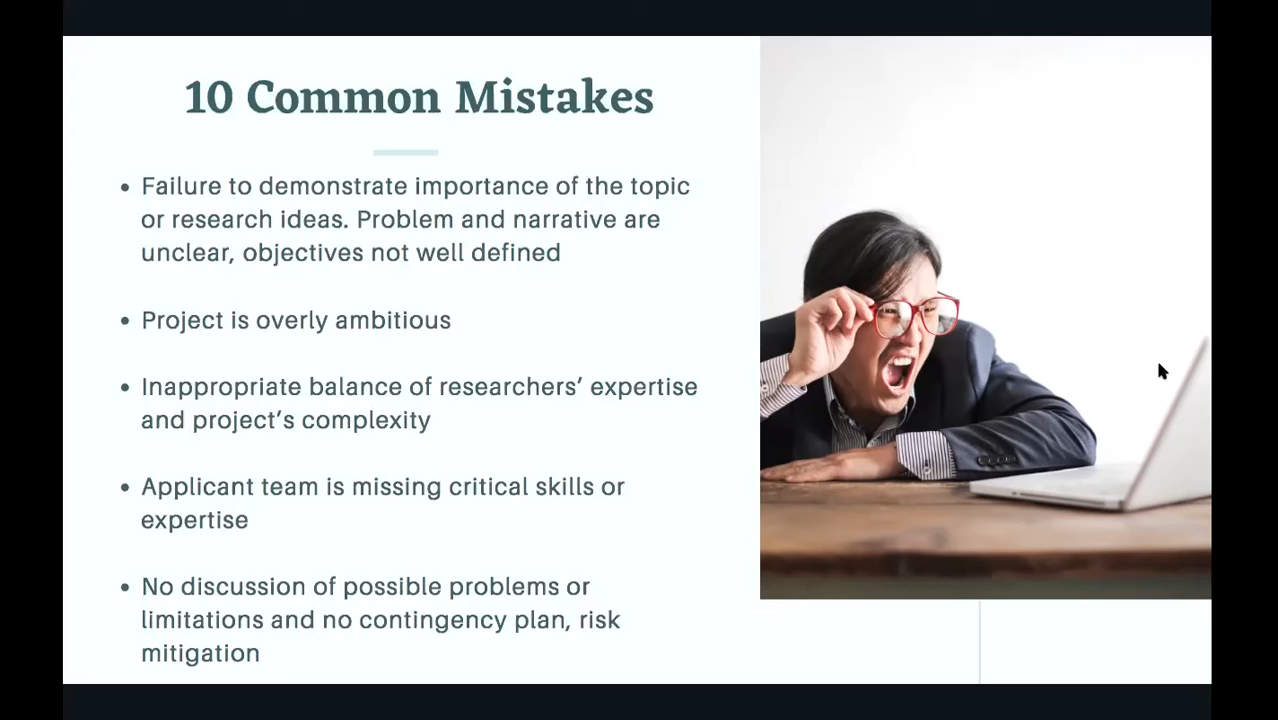 10 Common Mistakes
• Failure to demonstrate importance of the topic
or research ideas. Problem and narrative are
unclear, objectives not well defined
• Project is overly ambitious
• Inappropriate balance of researchers’ expertise
and project’s complexity
• Applicant team is missing critical skills or
expertise
• No discussion of possible problems or
limitations and no contingency plan, risk
mitigation